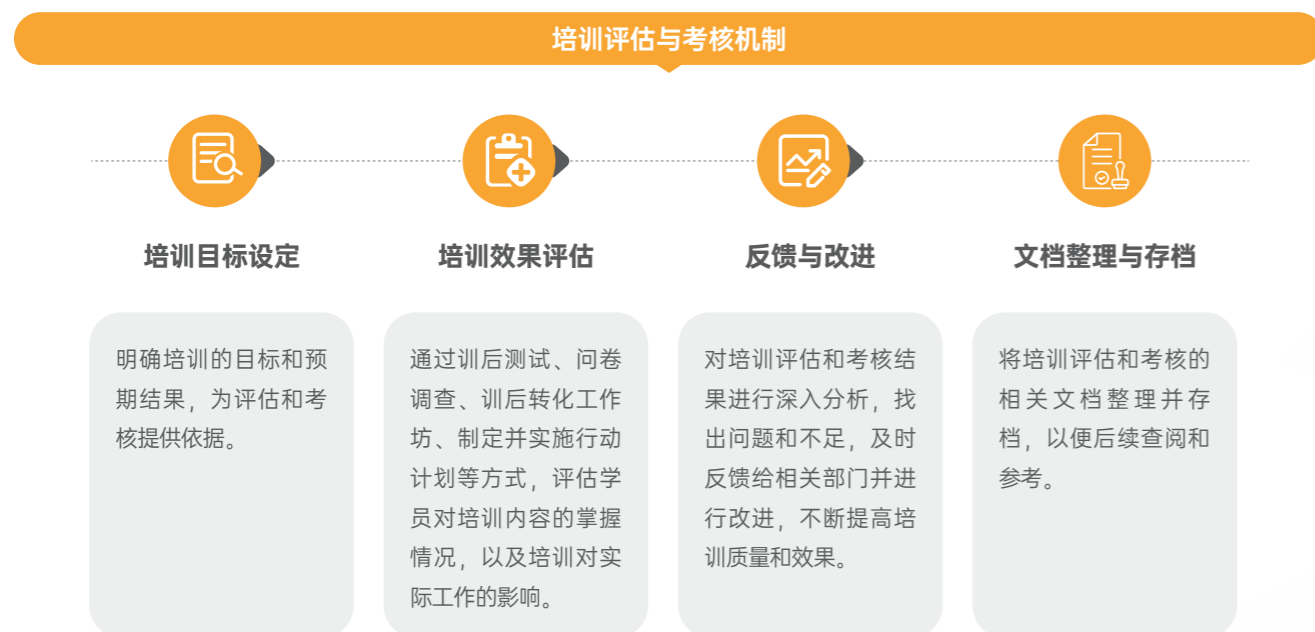 培训评估与考核机制
培训目标设定
明确培训的目标和预
期结果，为评估和考
核提供依据。
培训效果评估
通过训后测试、问卷
调查、训后转化工作
坊、制定并实施行动
计划等方式，评估学
员对培训内容的掌握
情况，以及培训对实
际工作的影响。
反馈与改进
对培训评估和考核结
果进行深入分析，找
出问题和不足，及时
反馈给相关部门并进
行改进，不断提高培
训质量和效果。
文档整理与存档
将培训评估和考核的
相关文档整理并存
档，以便后续查阅和
参考。